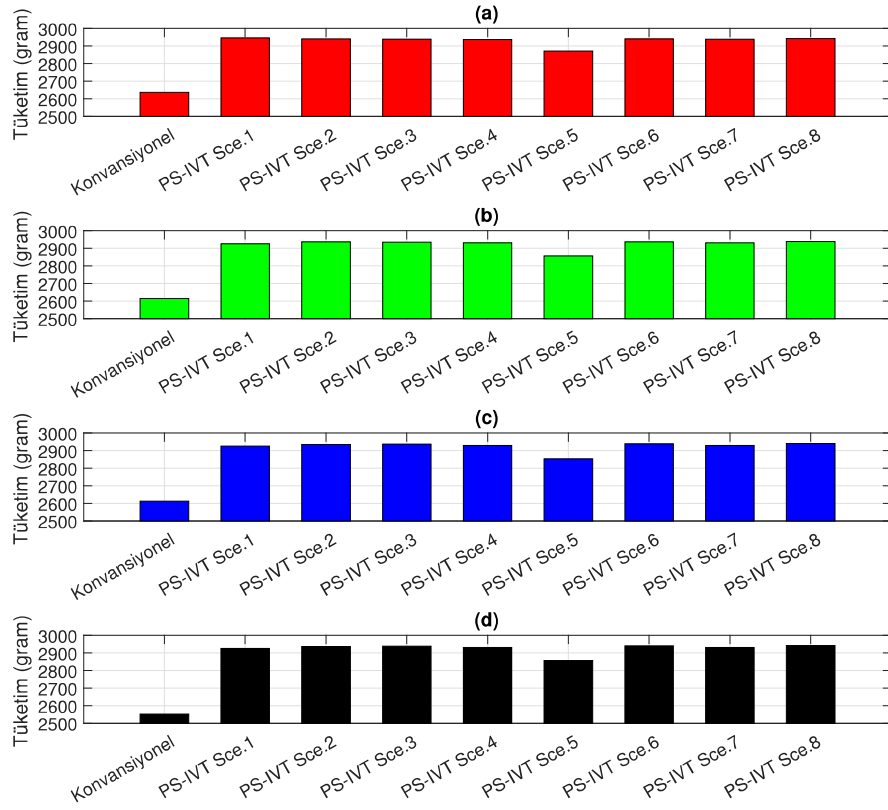 (a)
Tüketim (gram)
3000
2900
2800
2700
2600
2500
Konvansiyonel
PS-IVT Sce.1
PS-IVT Sce.2
PS-IVT Sce.3
PS-IVT Sce.4
PS-IVT Sce.5
PS-IVT Sce.6
PS-IVT Sce.7
PS-IVT Sce.8
(b)
Tüketim (gram)
3000
2900
2800
2700
2600
2500
Konvansiyonel
PS-IVT Sce.1
PS-IVT Sce.2
PS-IVT Sce.3
PS-IVT Sce.4
PS-IVT Sce.5
PS-IVT Sce.6
PS-IVT Sce.7
PS-IVT Sce.8
(c)
Tüketim (gram)
3000
2900
2800
2700
2600
2500
Konvansiyonel
PS-IVT Sce.1
PS-IVT Sce.2
PS-IVT Sce.3
PS-IVT Sce.4
PS-IVT Sce.5
PS-IVT Sce.6
PS-IVT Sce.7
PS-IVT Sce.8
(d)
Tüketim (gram)
3000
2900
2800
2700
2600
2500
Konvansiyonel
PS-IVT Sce.1
PS-IVT Sce.2
PS-IVT Sce.3
PS-IVT Sce.4
PS-IVT Sce.5
PS-IVT Sce.6
PS-IVT Sce.7
PS-IVT Sce.8